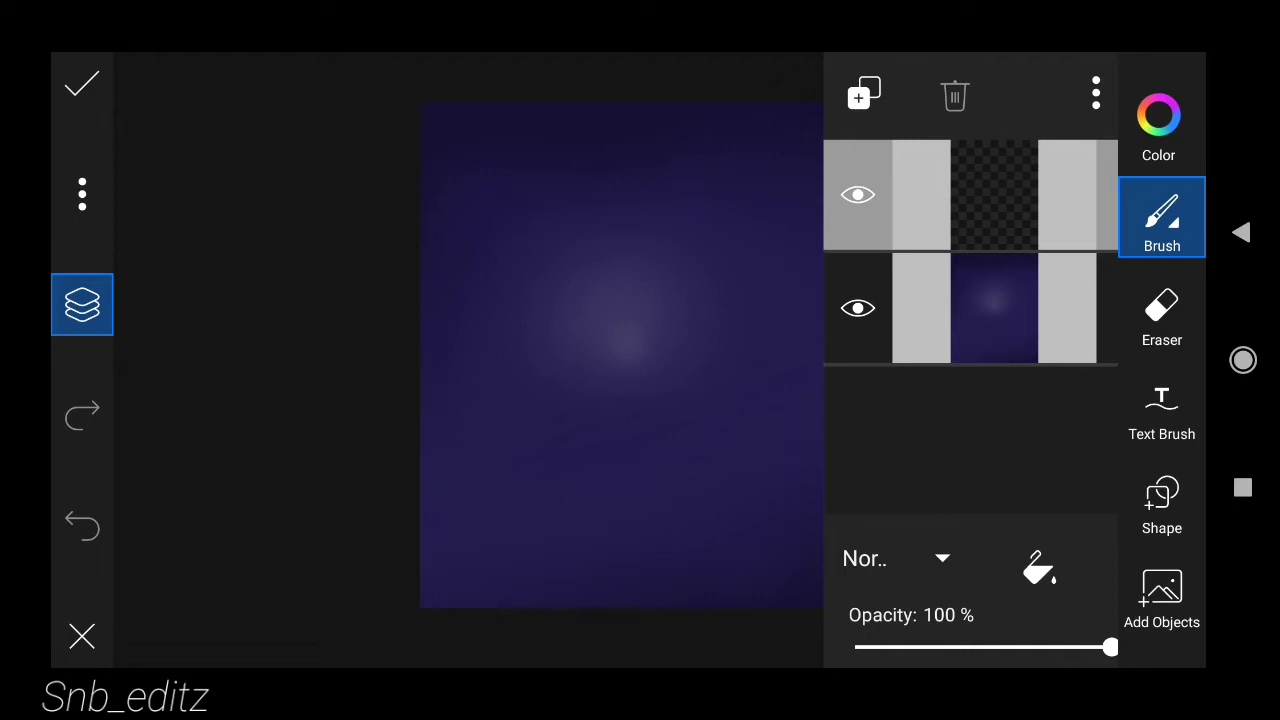 Color
Brush
Eraser
Text Brush
Shape
Nor..
Opacity: 100 %
Add Objects
Snb_editz